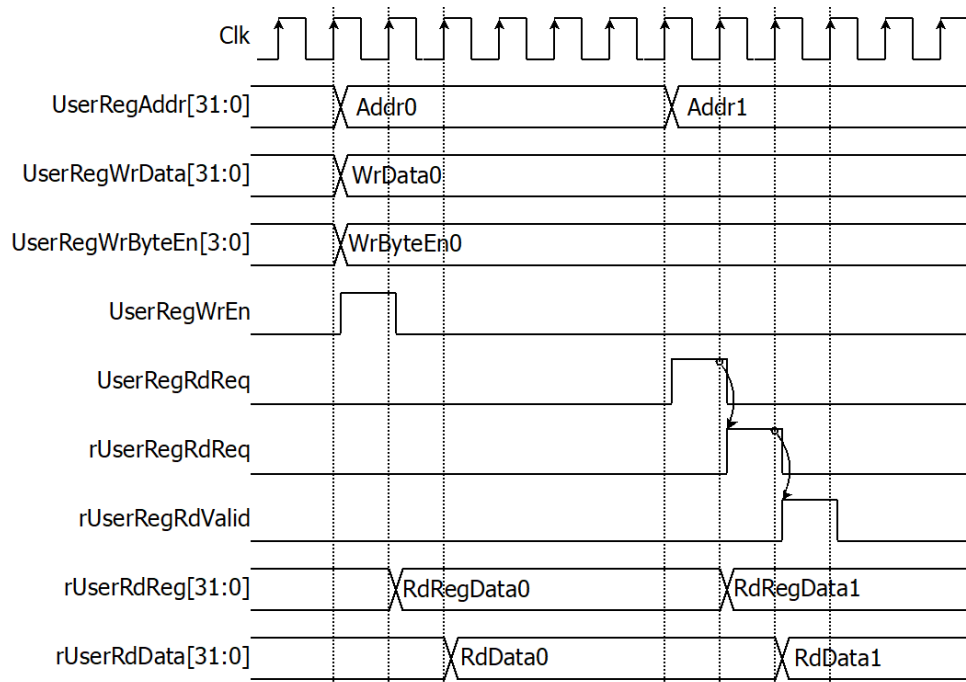 Clk
UserRegAddr[31:0] Addr0 Addr1
UserRegWrData[31:0] WrData0
UserRegWrByteEn[3:0] WrByteEn0
UserRegWrEn
UserRegRdReq
rUserRegRdReq
rUserRegRdValid
rUserRdReg[31:0] RdRegData0 RdRegData1
rUserRdData[31:0] RdData0 RdData1